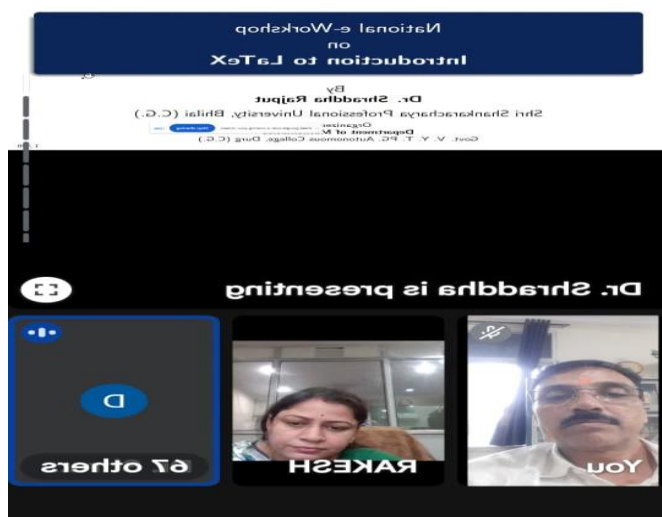 National e-Workshop
on
Introduction to LaTeX
By
Dr. Shraddha Rajput
Shri Shankaracharya Professional University, Bhilai (C.G.)
Organizer
Department of M
Govt. V. Y. T. PG. Autonomous College, Durg (C.G.)
Dr. Shraddha is presenting
D
67 others
RAKESH
You